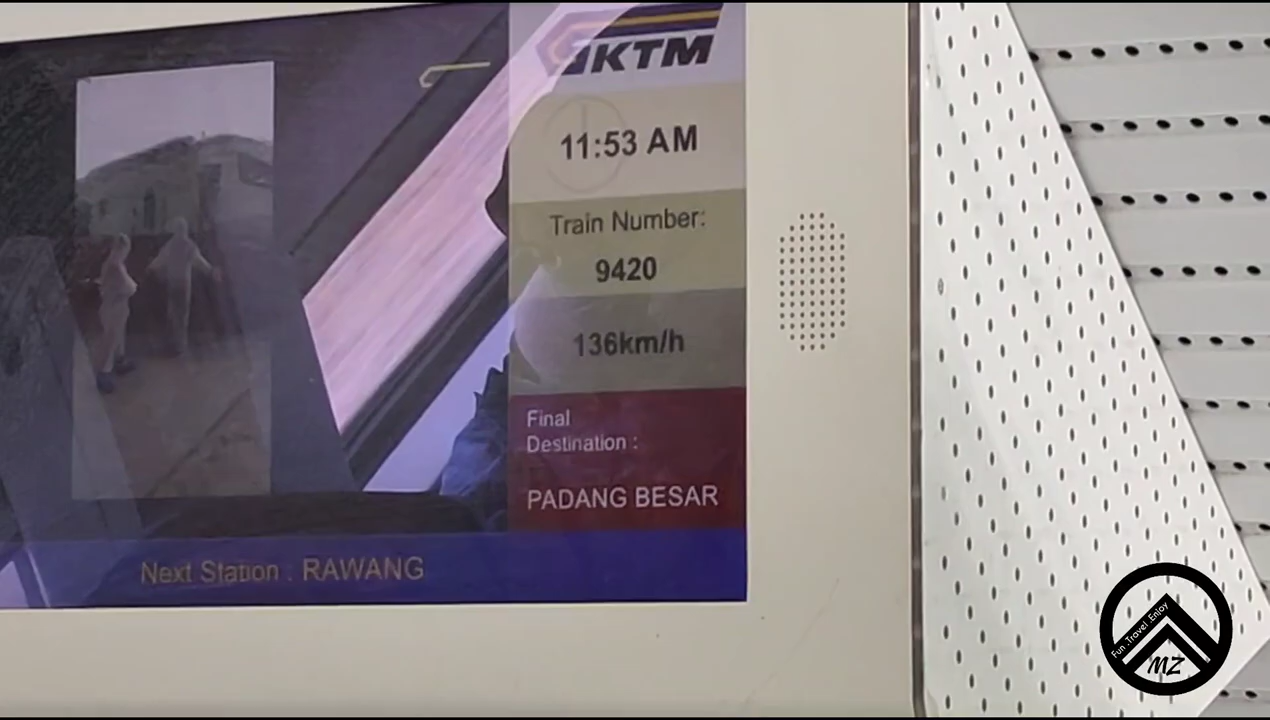 KTM
11:53 AM
Train Number:
9420
136km/h
Final
Destination :
PADANG BESAR
Next Station : RAWANG
Fun .Travel .Enjoy
MZ